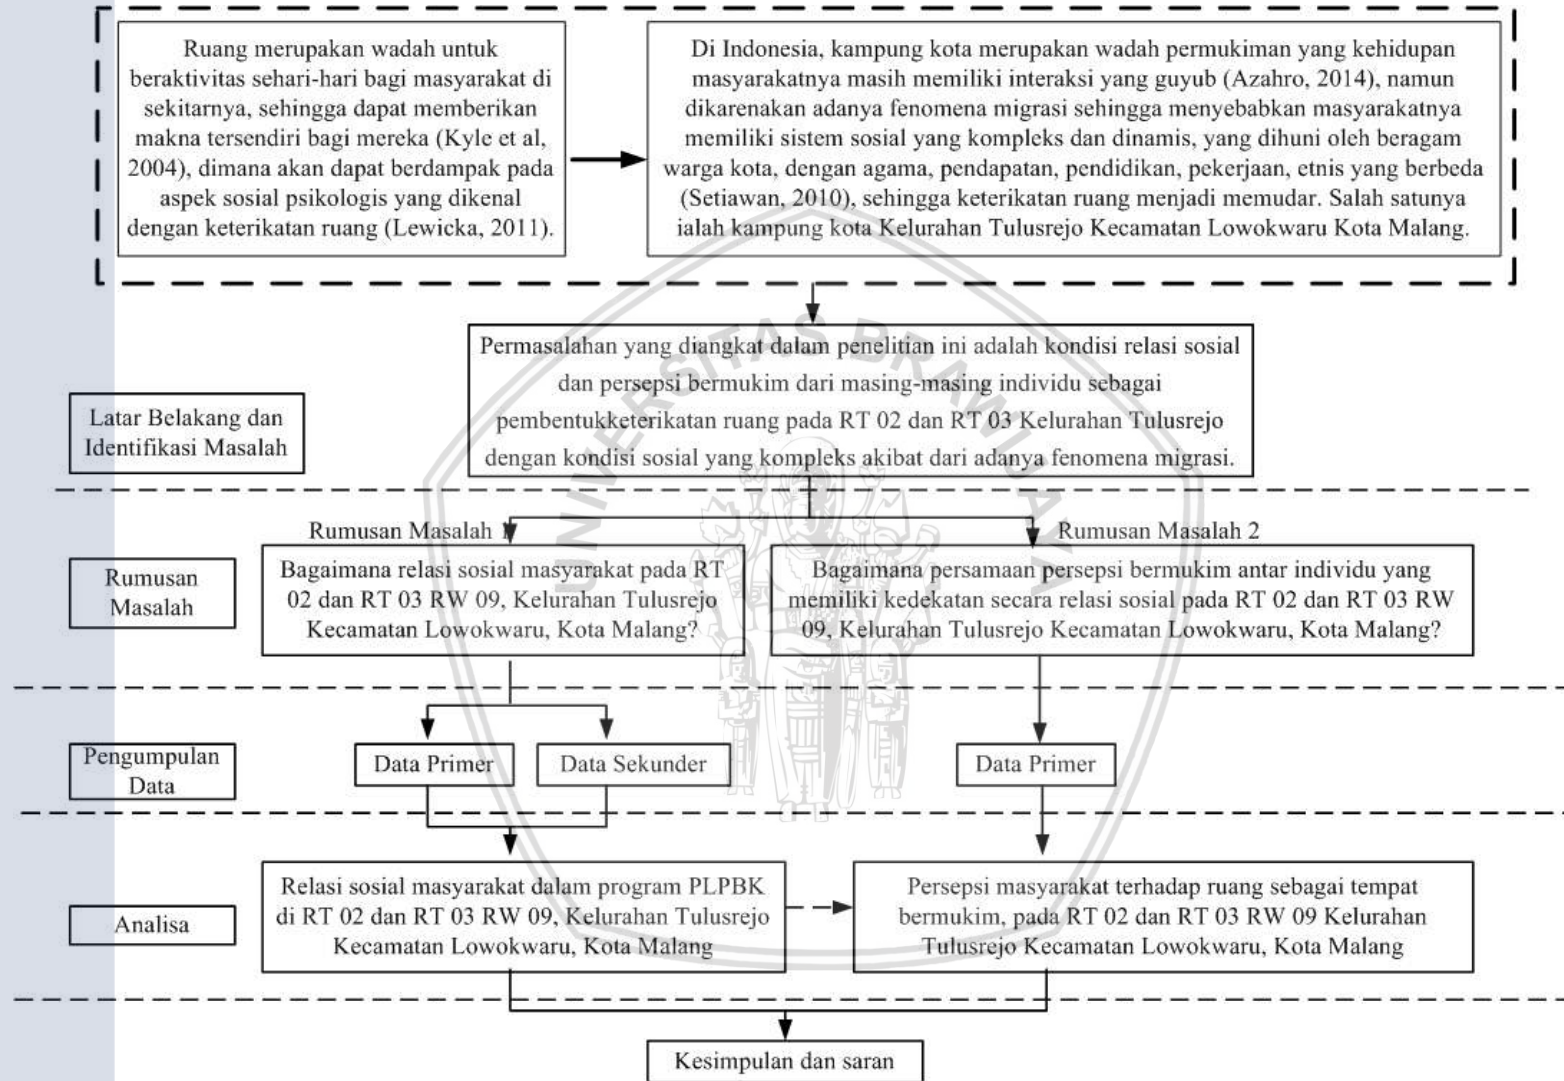 Ruang merupakan wadah untuk
beraktivitas sehari-hari bagi masyarakat di
sekitarnya, sehingga dapat memberikan
makna tersendiri bagi mereka (Kyle et al,
2004), dimana akan dapat berdampak pada
aspek sosial psikologis yang dikenal
dengan keterikatan ruang (Lewicka, 2011).
Di Indonesia, kampung kota merupakan wadah permukiman yang kehidupan
masyarakatnya masih memiliki interaksi yang guyub (Azahro, 2014), namun
dikarenakan adanya fenomena migrasi sehingga menyebabkan masyarakatnya
memiliki sistem sosial yang kompleks dan dinamis, yang dihuni oleh beragam
warga kota, dengan agama, pendapatan, pendidikan, pekerjaan, etnis yang berbeda
(Setiawan, 2010), sehingga keterikatan ruang menjadi memudar. Salah satunya
ialah kampung kota Kelurahan Tulusrejo Kecamatan Lowokwaru Kota Malang.
Permasalahan yang diangkat dalam penelitian ini adalah kondisi relasi sosial
dan persepsi bermukim dari masing-masing individu sebagai
pembentukketerikatan ruang pada RT 02 dan RT 03 Kelurahan Tulusrejo
dengan kondisi sosial yang kompleks akibat dari adanya fenomena migrasi.
Latar Belakang dan
Identifikasi Masalah
UNIVERSITAS BRAWIJAYA
Rumusan Masalah 1
Rumusan Masalah 2
Rumusan
Masalah
Bagaimana relasi sosial masyarakat pada RT
02 dan RT 03 RW 09, Kelurahan Tulusrejo
Kecamatan Lowokwaru, Kota Malang?
Bagaimana persamaan persepsi bermukim antar individu yang
memiliki kedekatan secara relasi sosial pada RT 02 dan RT 03 RW
09, Kelurahan Tulusrejo Kecamatan Lowokwaru, Kota Malang?
Pengumpulan
Data
Data Primer
Data Sekunder
Data Primer
Analisa
Relasi sosial masyarakat dalam program PLPBK
di RT 02 dan RT 03 RW 09, Kelurahan Tulusrejo
Kecamatan Lowokwaru, Kota Malang
Persepsi masyarakat terhadap ruang sebagai tempat
bermukim, pada RT 02 dan RT 03 RW 09 Kelurahan
Tulusrejo Kecamatan Lowokwaru, Kota Malang
Kesimpulan dan saran